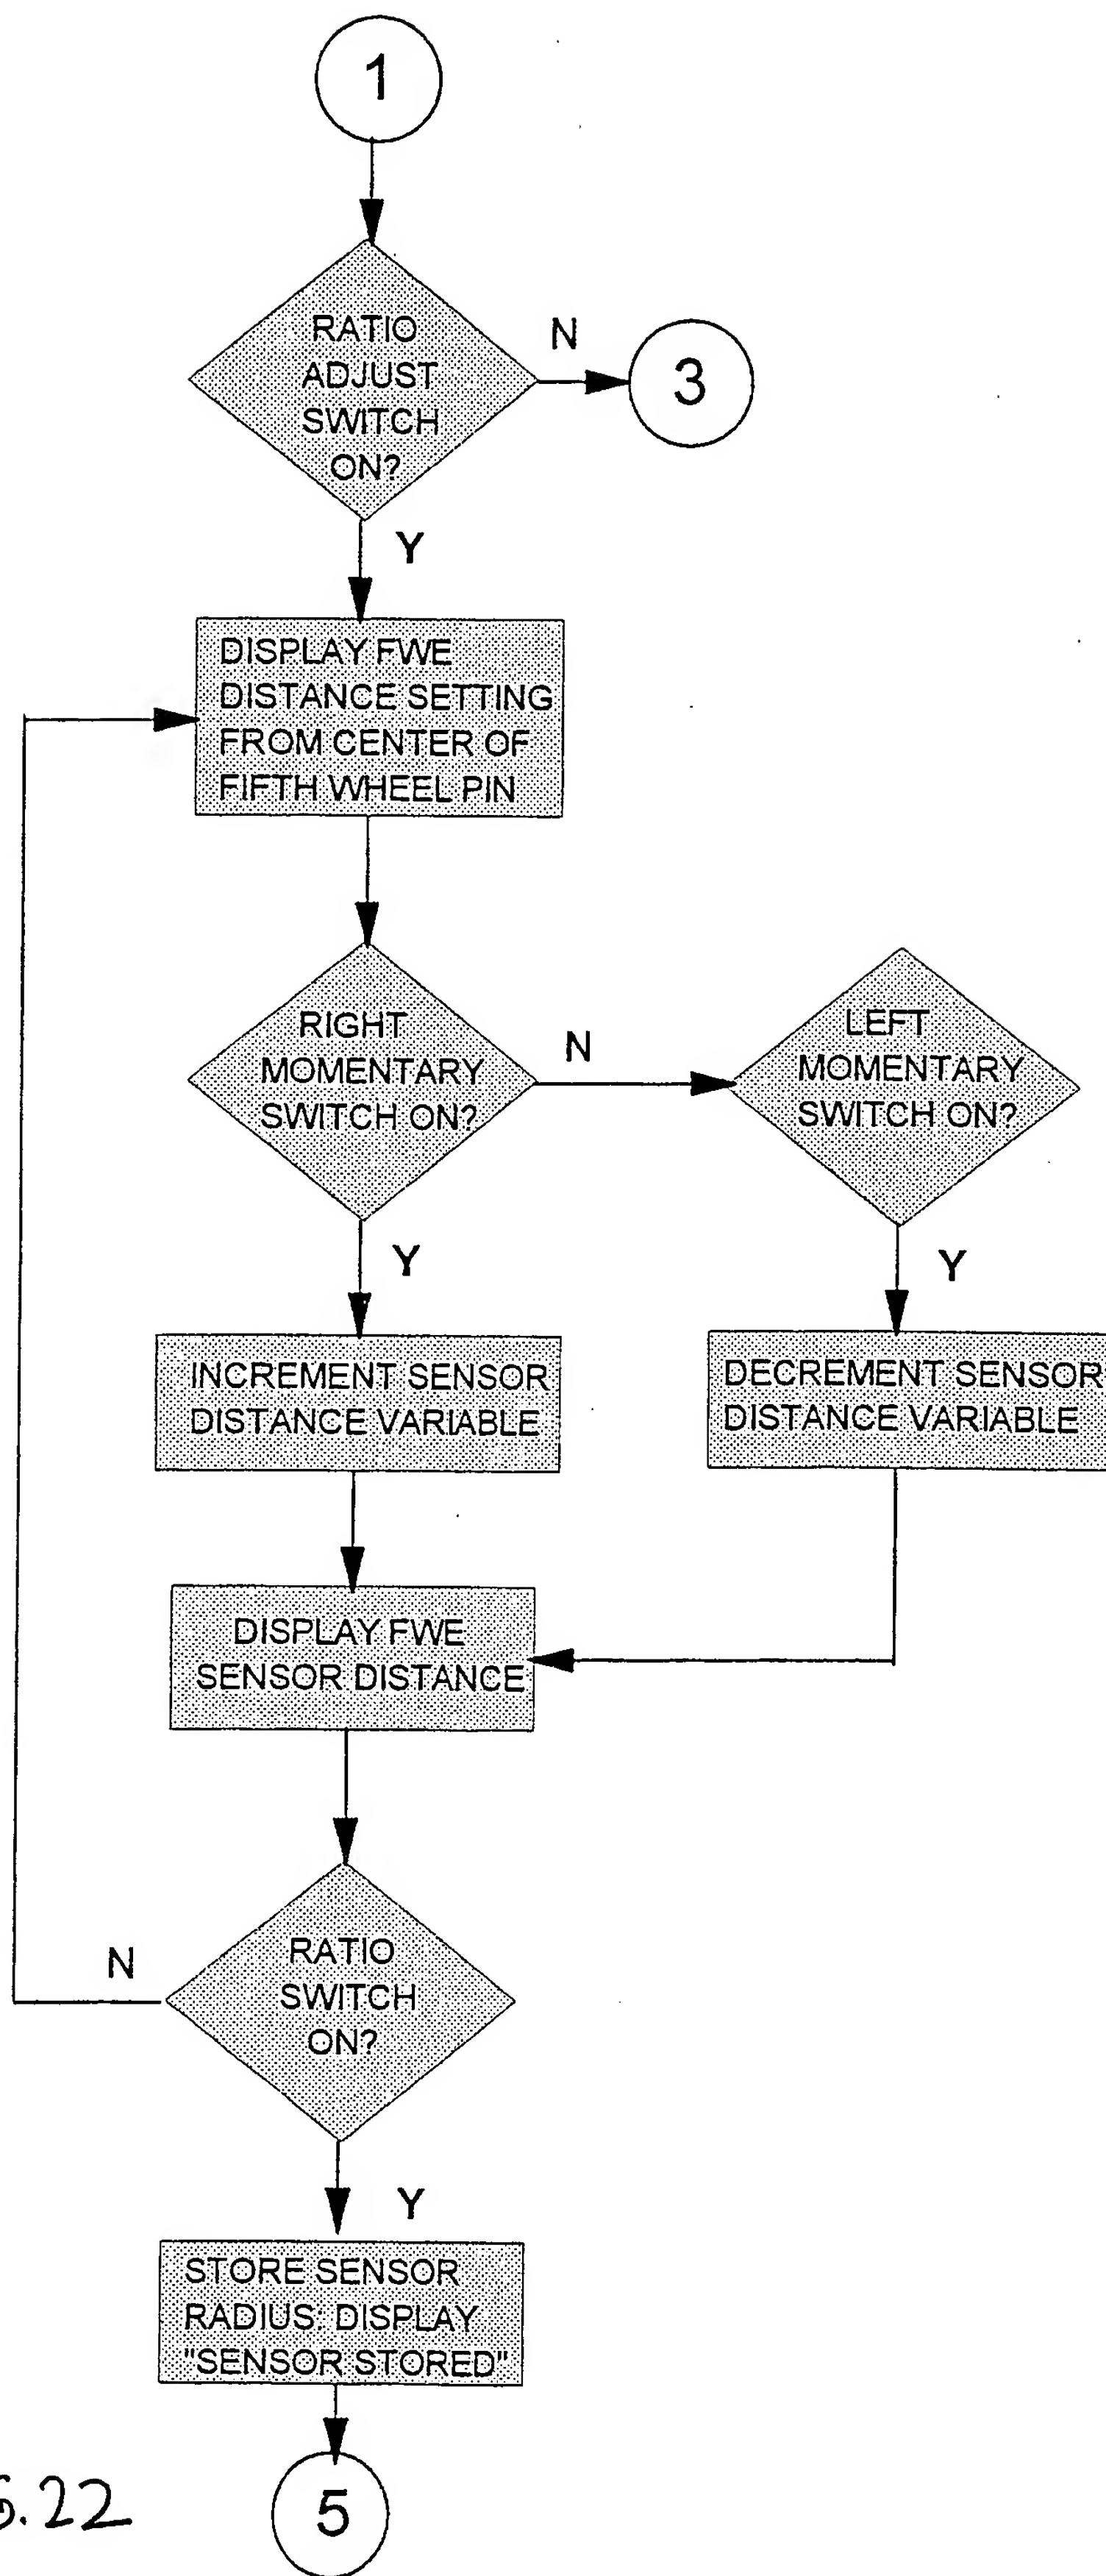 1
RATIO
ADJUST
SWITCH
ON?
N
3
Y
DISPLAY FWE
DISTANCE SETTING
FROM CENTER OF
FIFTH WHEEL PIN
RIGHT
MOMENTARY
SWITCH ON?
N
LEFT
MOMENTARY
SWITCH ON?
Y
Y
INCREMENT SENSOR
DISTANCE VARIABLE
DECREMENT SENSOR
DISTANCE VARIABLE
DISPLAY FWE
SENSOR DISTANCE
RATIO
SWITCH
ON?
N
Y
STORE SENSOR
RADIUS: DISPLAY
"SENSOR STORED"
5
G.22